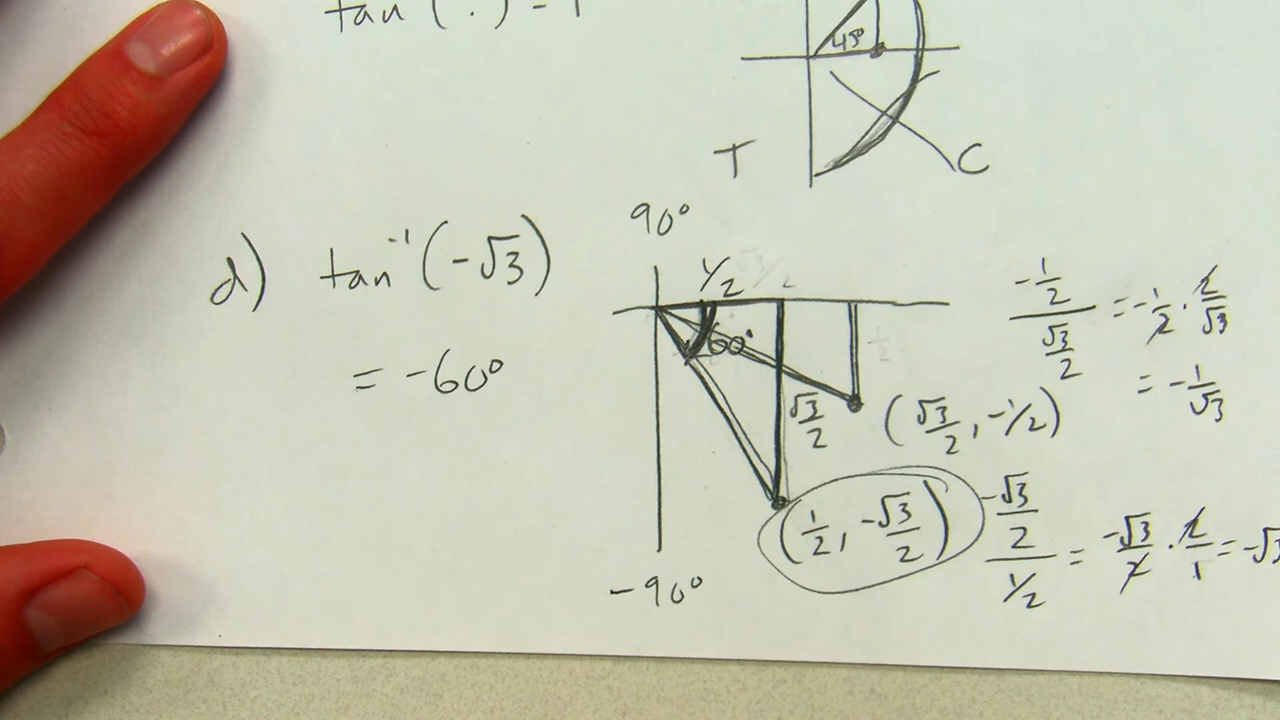 45°
T C
90°
d) tan⁻¹(-√3)
= -60°
1/2
60°
√3/2
(√3/2, -1/2)
(1/2, -√3/2)
-90°
(-1/2)/(√3/2) = -1/2 · 2/√3
= -1/√3
(-√3/2)/(1/2) = -√3/2 · 2/1 = -√3